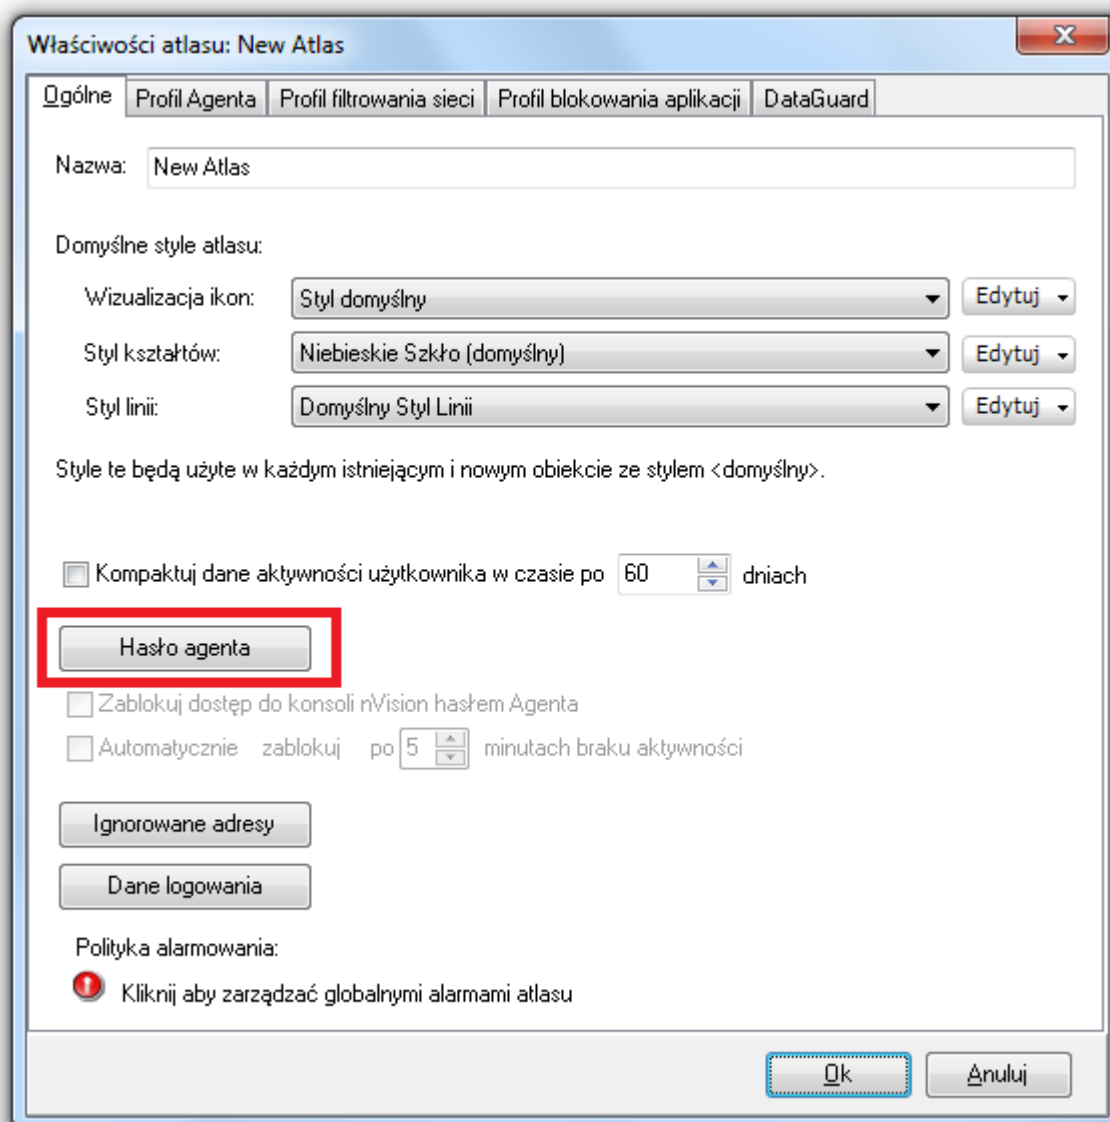 Właściwości atlasu: New Atlas
Ogólne Profil Agenta Profil filtrowania sieci Profil blokowania aplikacji DataGuard
Nazwa: New Atlas
Domyślne style atlasu:
Wizualizacja ikon: Styl domyślny Edytuj
Styl kształtów: Niebieskie Szkło (domyślny) Edytuj
Styl linii: Domyślny Styl Linii Edytuj
Style te będą użyte w każdym istniejącym i nowym obiekcie ze stylem <domyślny>.
Kompaktuj dane aktywności użytkownika w czasie po 60 dniach
Hasło agenta
Zablokuj dostęp do konsoli nVision hasłem Agenta
Automatycznie zablokuj po 5 minutach braku aktywności
Ignorowane adresy
Dane logowania
Polityka alarmowania:
Kliknij aby zarządzać globalnymi alarmami atlasu
Ok Anuluj